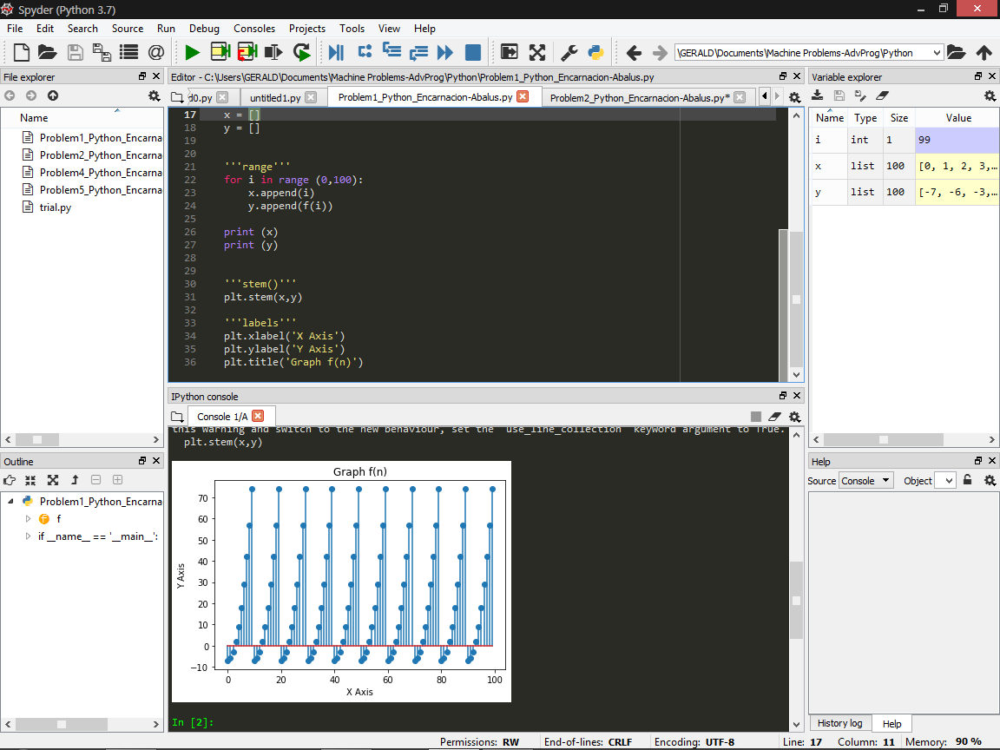 Spyder (Python 3.7)
File Edit Search Source Run Debug Consoles Projects Tools View Help
\GERALD\Documents\Machine Problems-AdvProg\Python
File explorer
Name
Problem1_Python_Encarna
Problem2_Python_Encarna
Problem4_Python_Encarna
Problem5_Python_Encarna
trial.py
Outline
Problem1_Python_Encarna
f
if __name__ == '__main__':
Editor - C:\Users\GERALD\Documents\Machine Problems-AdvProg\Python\Problem1_Python_Encarnacion-Abalus.py
d0.py untitled1.py Problem1_Python_Encarnacion-Abalus.py Problem2_Python_Encarnacion-Abalus.py*
17 x = []
18 y = []
19
20
21 '''range'''
22 for i in range (0,100):
23 x.append(i)
24 y.append(f(i))
25
26 print (x)
27 print (y)
28
29
30 '''stem()'''
31 plt.stem(x,y)
32
33 '''labels'''
34 plt.xlabel('X Axis')
35 plt.ylabel('Y Axis')
36 plt.title('Graph f(n)')
IPython console
Console 1/A
this warning and switch to the new behaviour, set the use_line_collection keyword argument to True.
plt.stem(x,y)
Graph f(n)
70
60
50
40
30
20
10
0
−10
Y Axis
0 20 40 60 80 100
X Axis
In [2]:
Variable explorer
Name Type Size Value
i int 1 99
x list 100 [0, 1, 2, 3,…
y list 100 [-7, -6, -3,…
Help
Source Console Object
History log Help
Permissions: RW End-of-lines: CRLF Encoding: UTF-8 Line: 17 Column: 11 Memory: 90 %